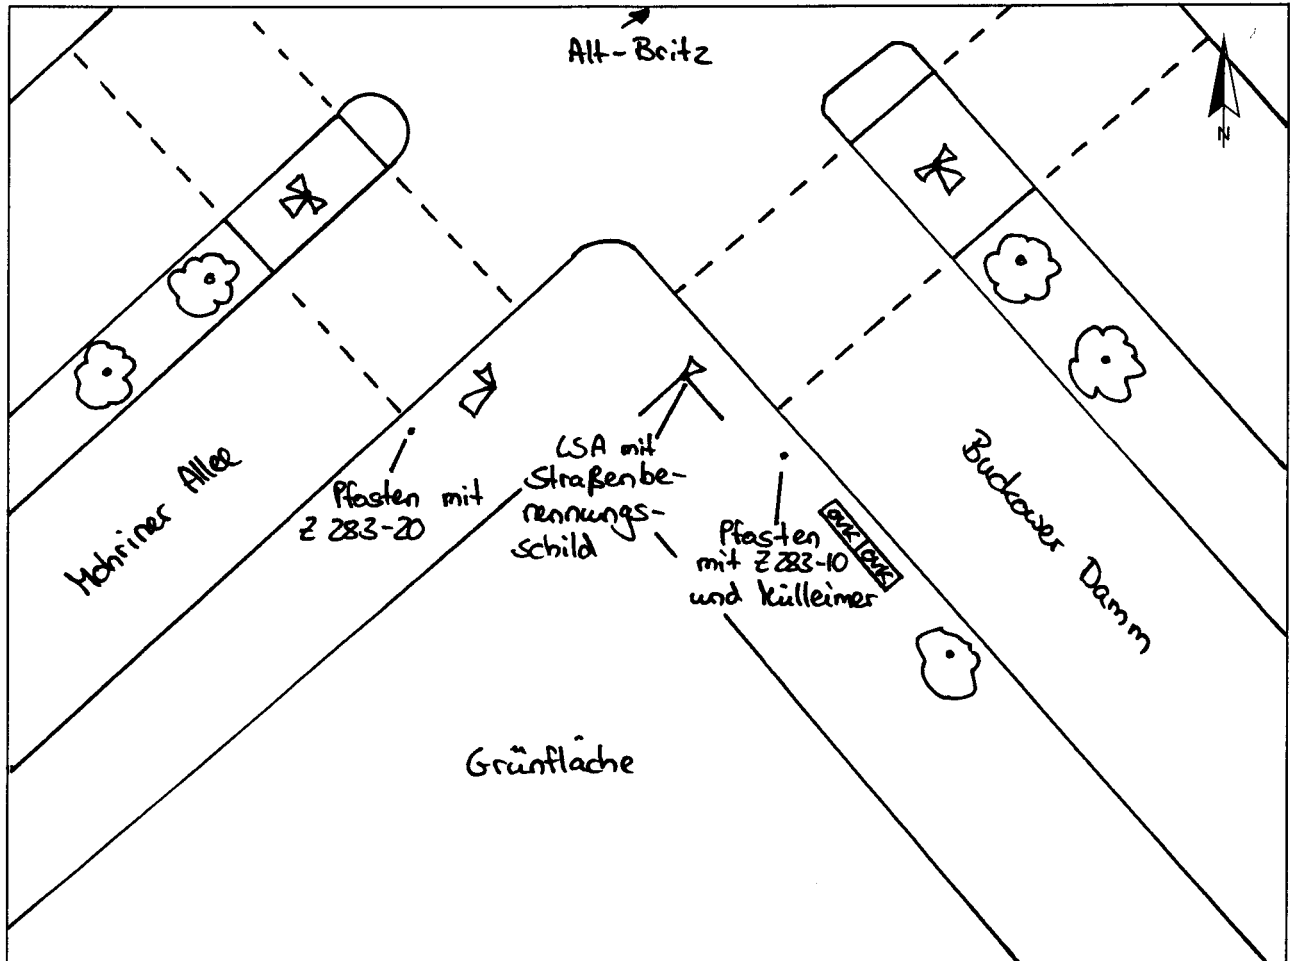 Alt-Britz
N
Mohriner Allee
Pfosten mit
Z 283-20
LSA mit
Straßenbe-
nennungs-
schild
Pfosten
mit Z 283-10
und Mülleimer
Buckower Damm
Grünfläche